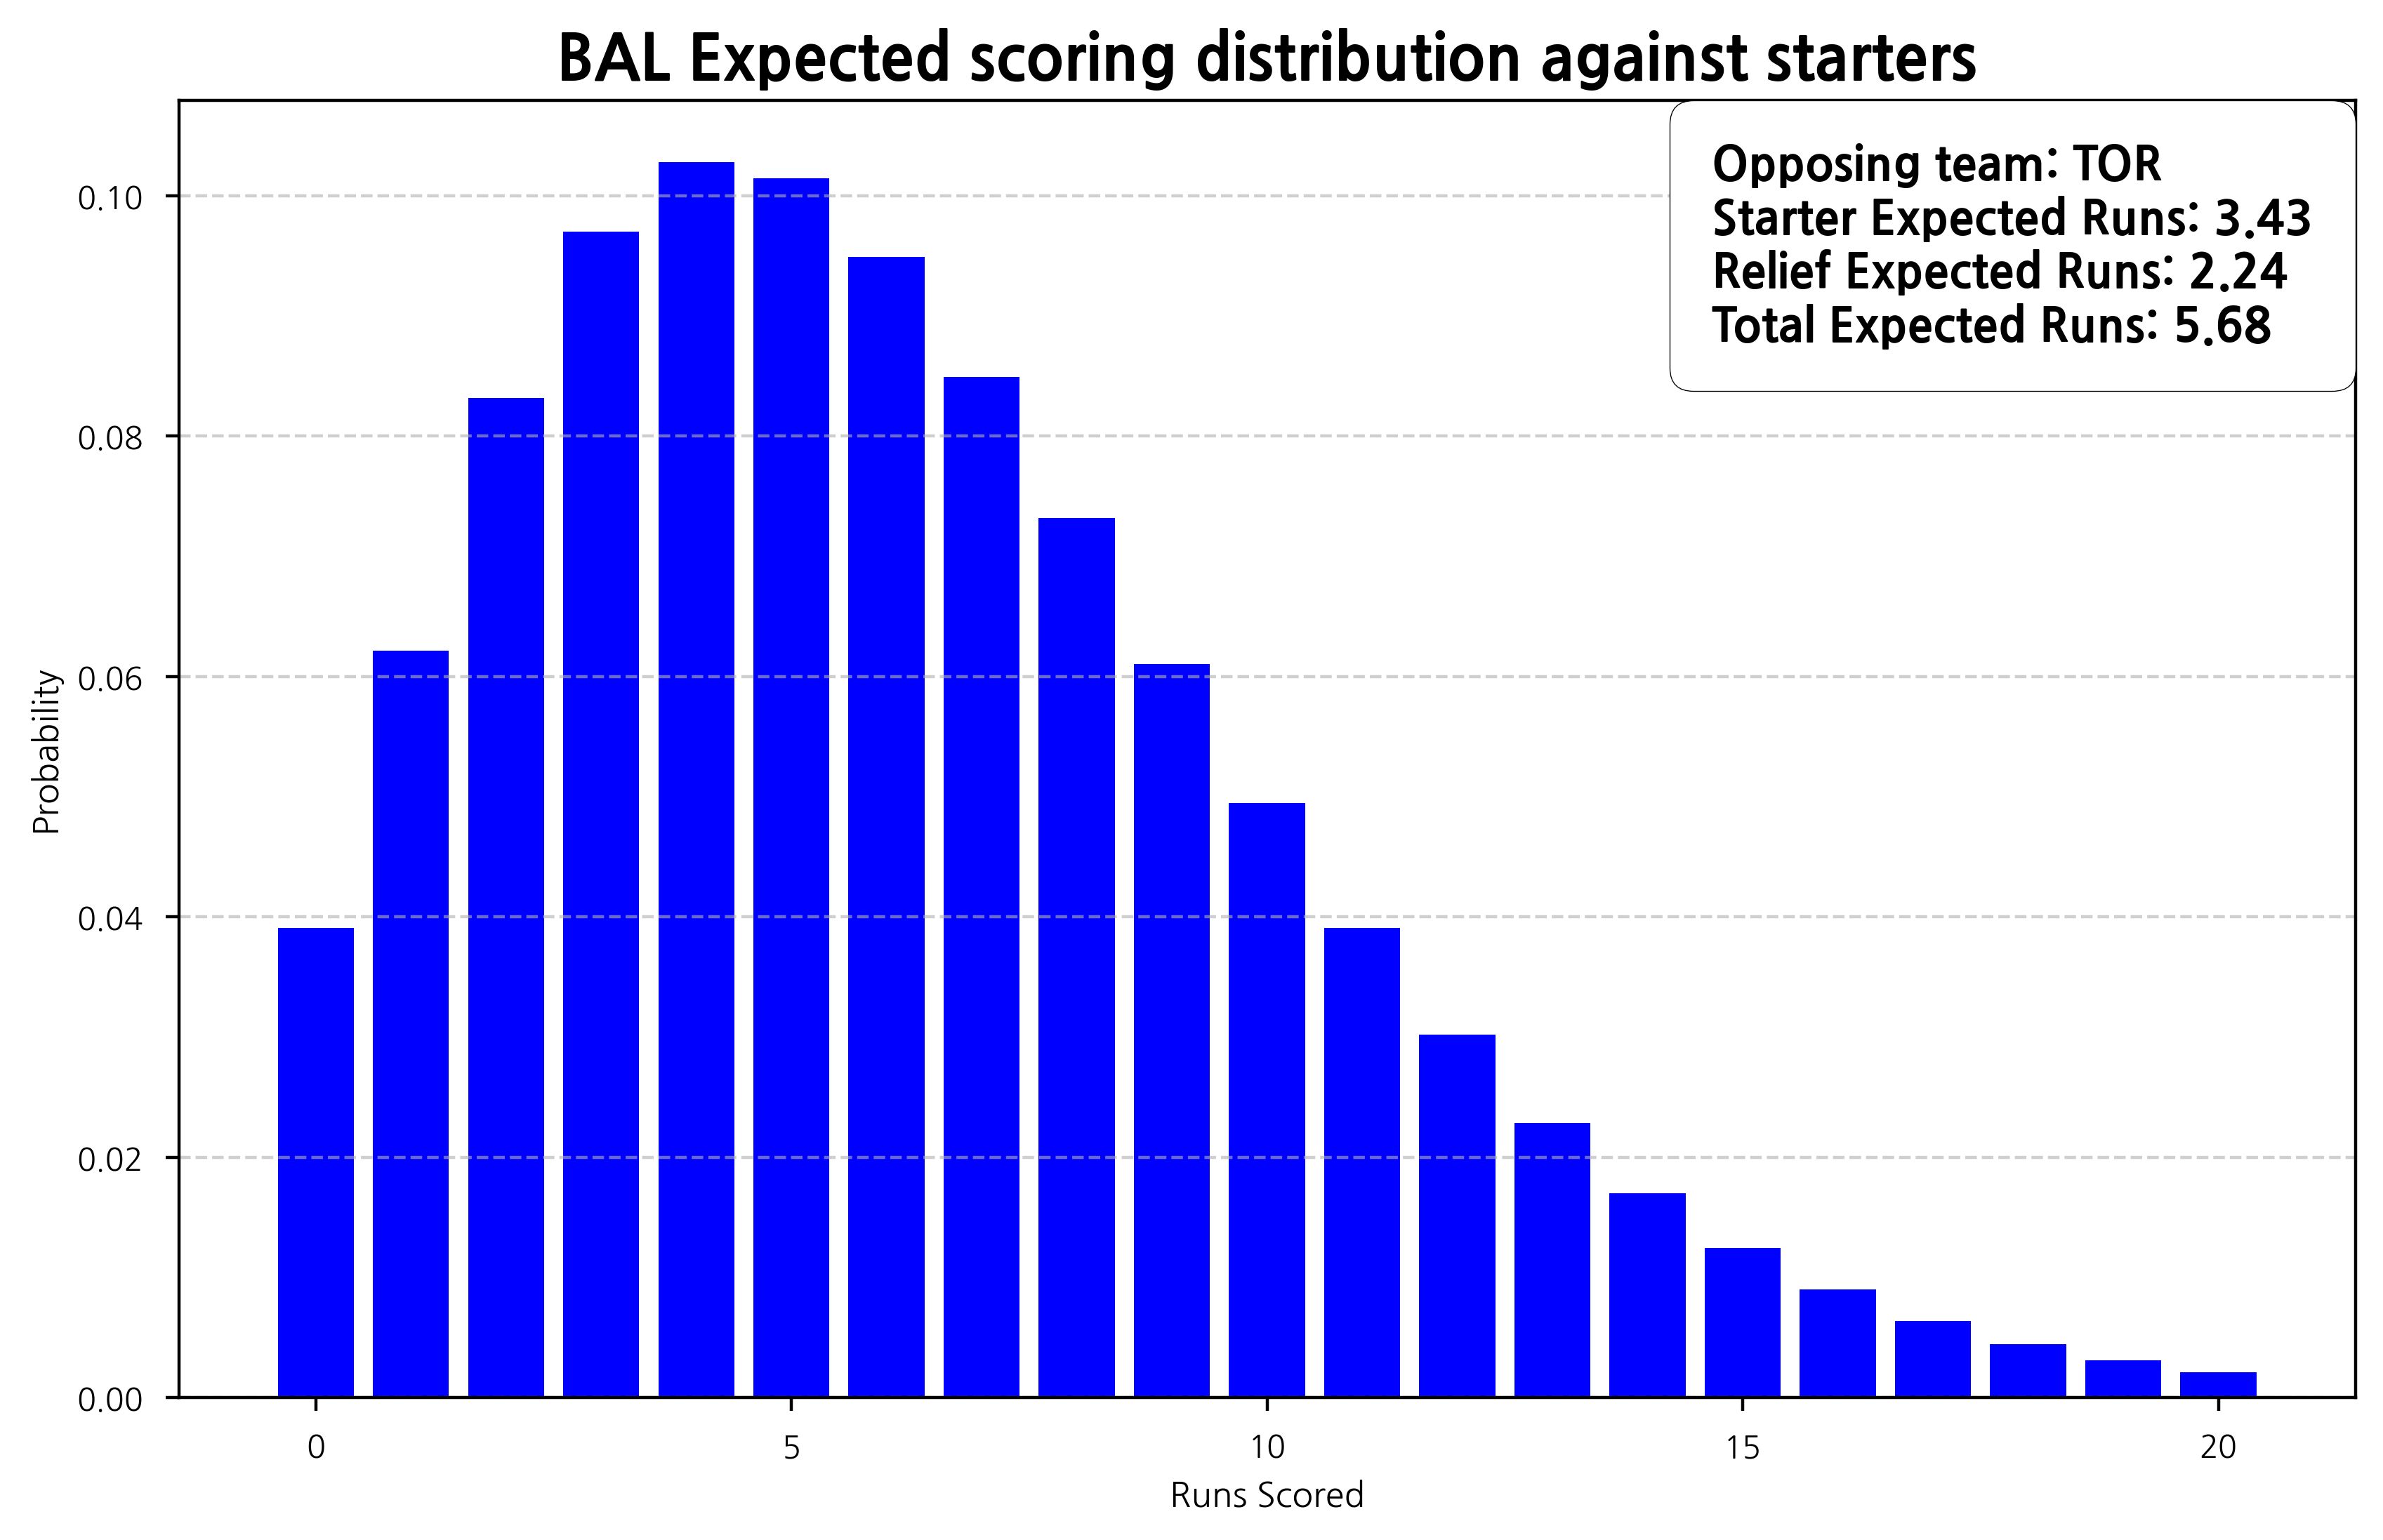 BAL Expected scoring distribution against starters
Opposing team: TOR
Starter Expected Runs: 3.43
Relief Expected Runs: 2.24
Total Expected Runs: 5.68
Probability
0.10
0.08
0.06
0.04
0.02
0.00
0 5 10 15 20
Runs Scored